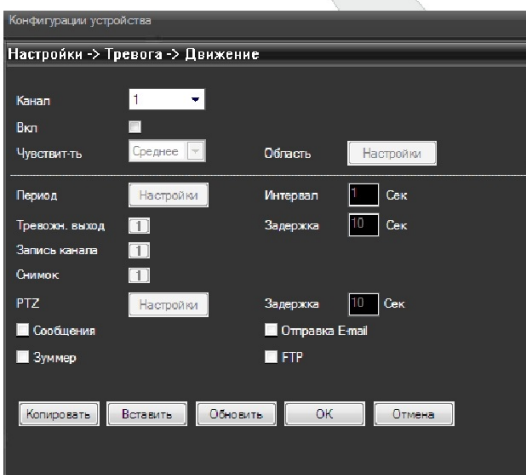 Конфигурации устройства
Настройки -> Тревога -> Движение
Канал 1
Вкл
Чувствит-ть Среднее Область Настройки
Период Настройки Интервал 1 Сек
Тревожн. выход 1 Задержка 10 Сек
Запись канала 1
Снимок 1
PTZ Настройки Задержка 10 Сек
Сообщения Отправка E-mail
Зуммер FTP
Копировать Вставить Обновить OK Отмена